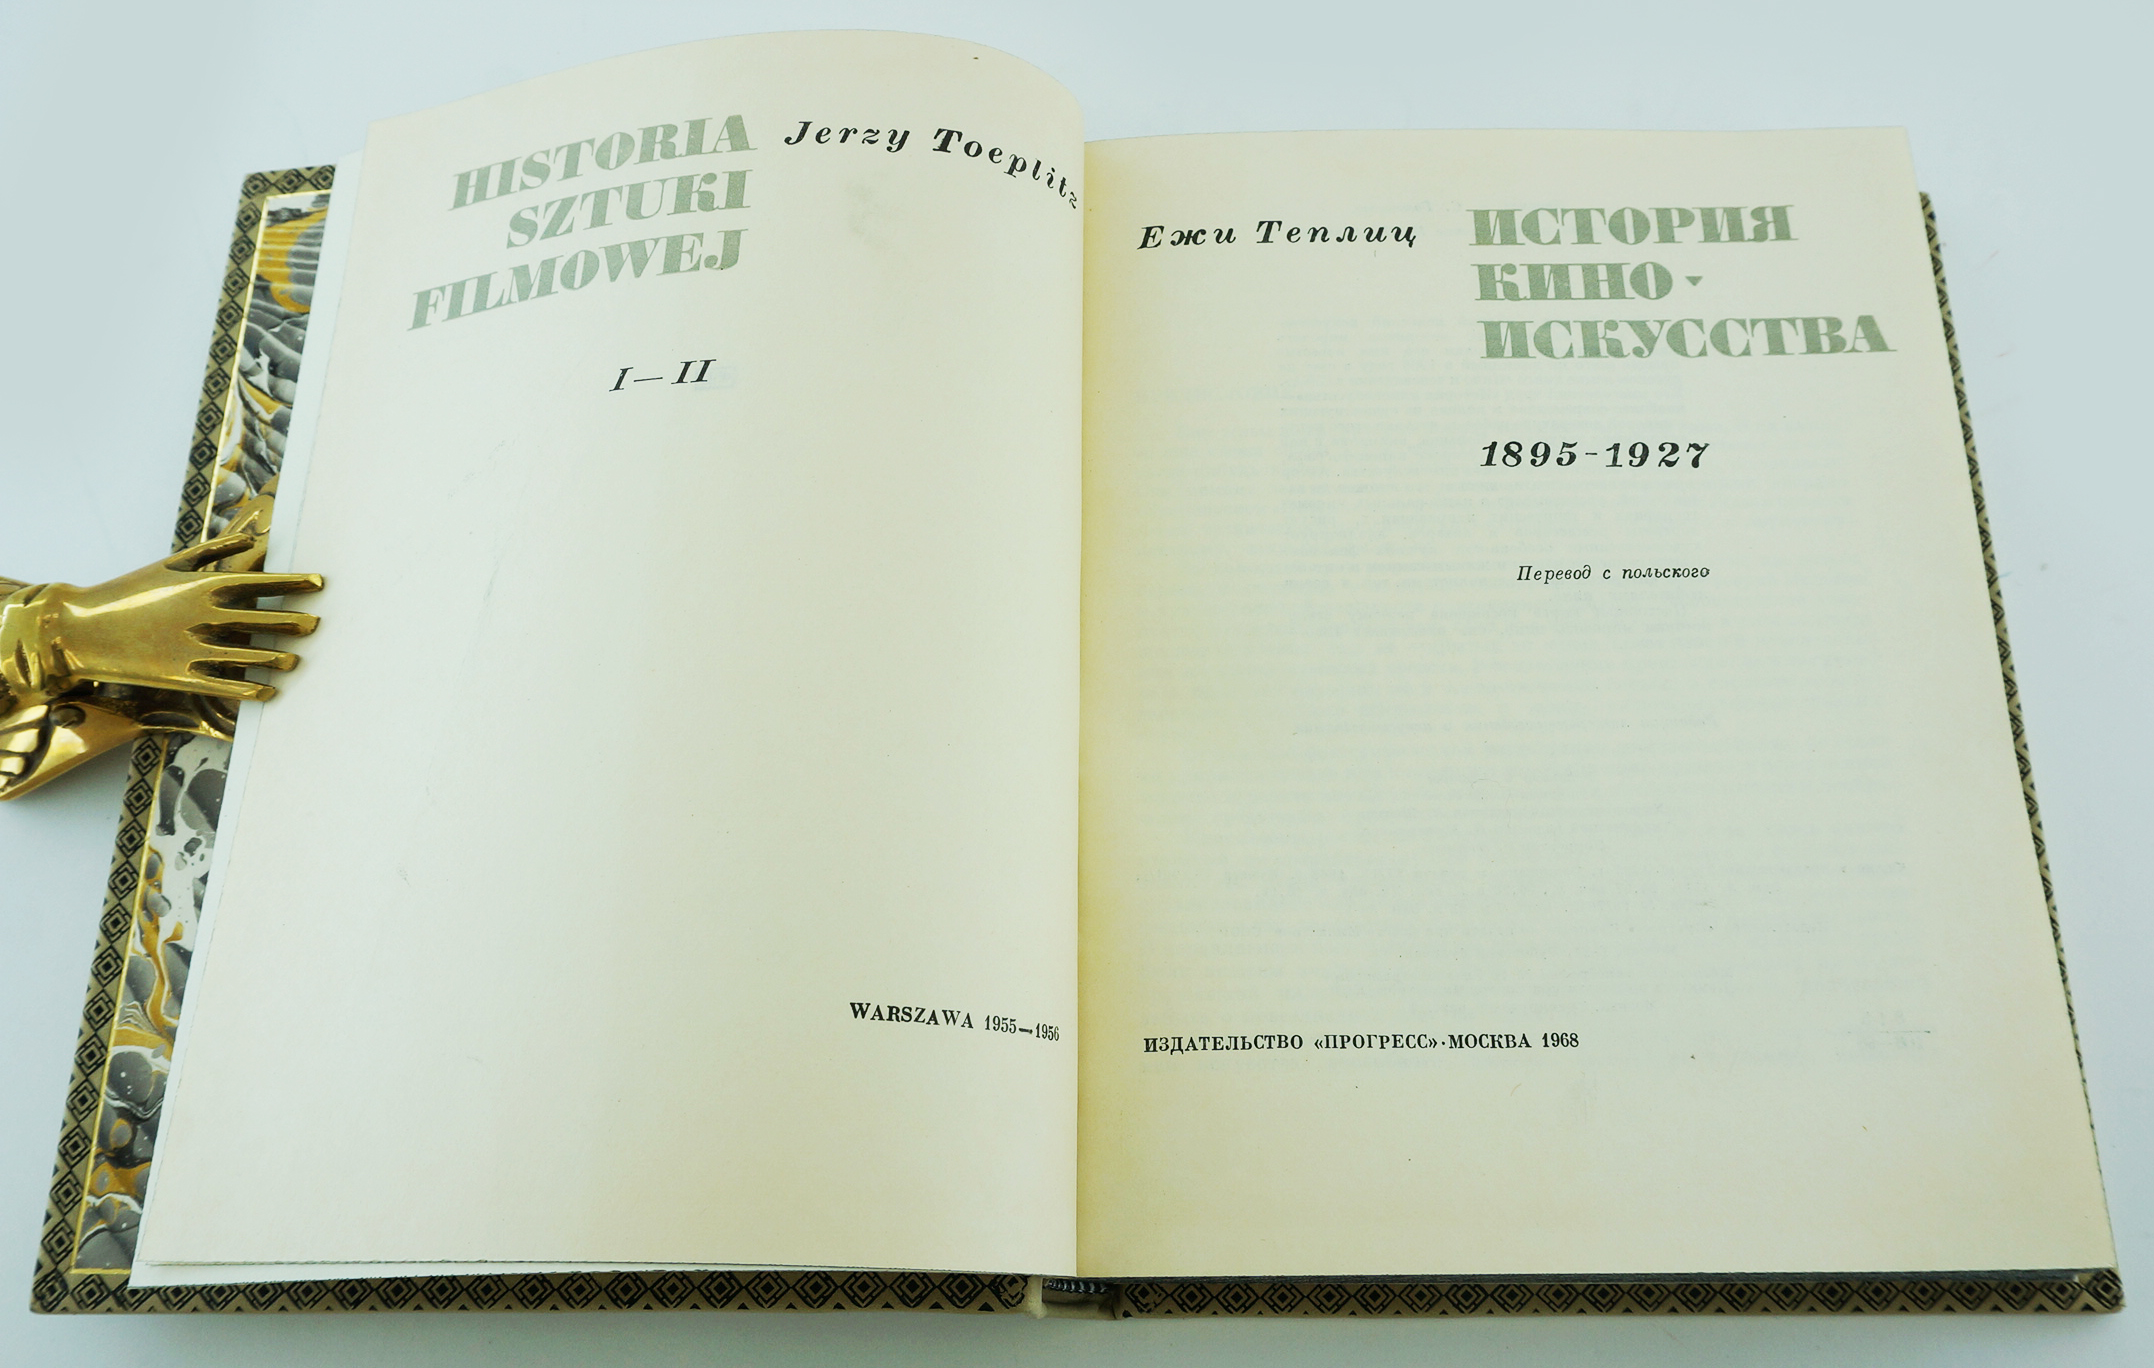 HISTORIA
SZTUKI
FILMOWEJ
Jerzy Toeplitz
I—II
WARSZAWA 1955—1956
Ежи Теплиц
ИСТОРИЯ
КИНО-
ИСКУССТВА
1895-1927
Перевод с польского
ИЗДАТЕЛЬСТВО «ПРОГРЕСС»·МОСКВА 1968